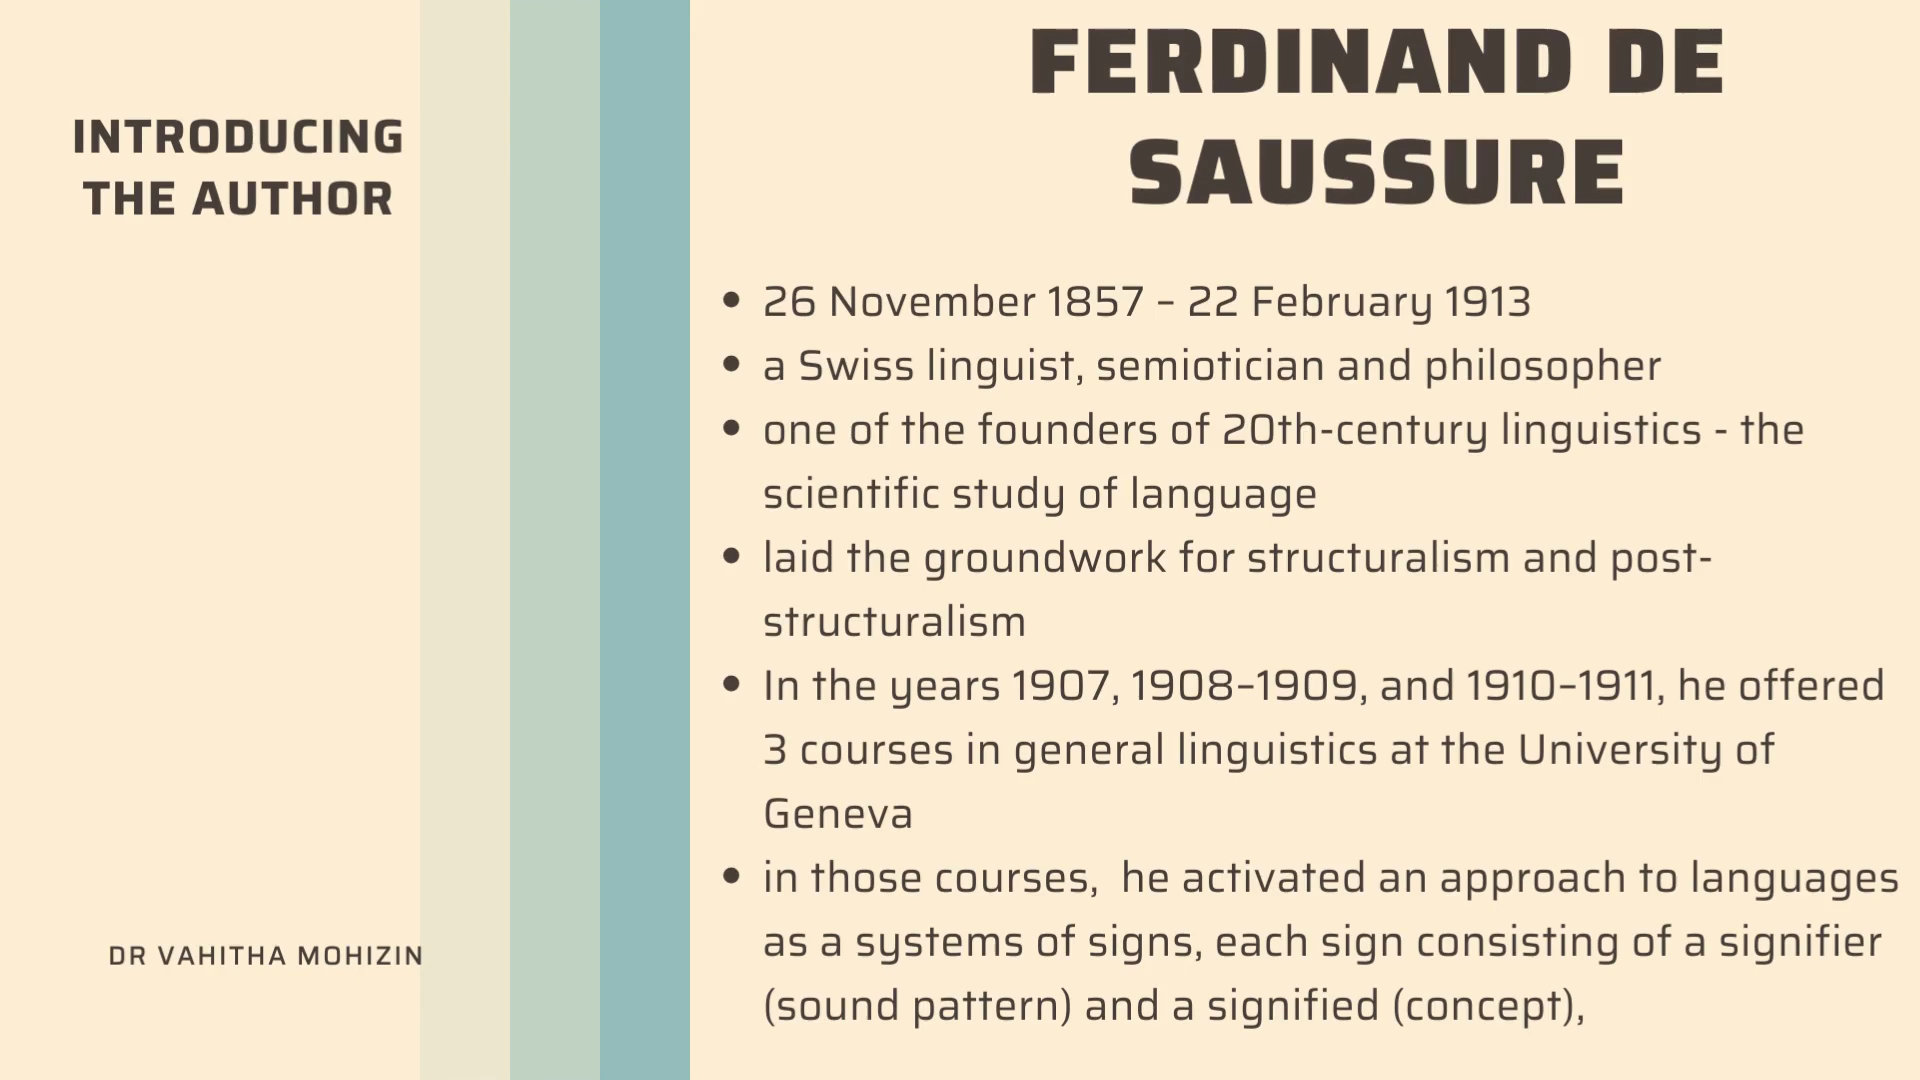 INTRODUCING
THE AUTHOR
DR VAHITHA MOHIZIN
FERDINAND DE
SAUSSURE
• 26 November 1857 – 22 February 1913
• a Swiss linguist, semiotician and philosopher
• one of the founders of 20th-century linguistics - the
scientific study of language
• laid the groundwork for structuralism and post-
structuralism
• In the years 1907, 1908–1909, and 1910–1911, he offered
3 courses in general linguistics at the University of
Geneva
• in those courses,  he activated an approach to languages
as a systems of signs, each sign consisting of a signifier
(sound pattern) and a signified (concept),